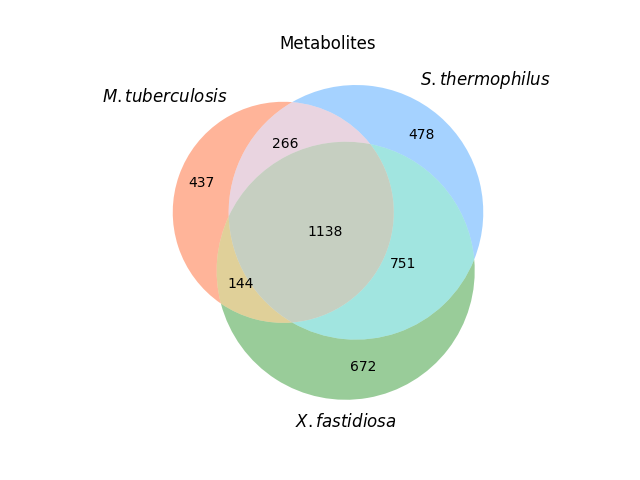 Metabolites
S. thermophilus
M. tuberculosis
478
266
437
1138
751
144
672
X. fastidiosa